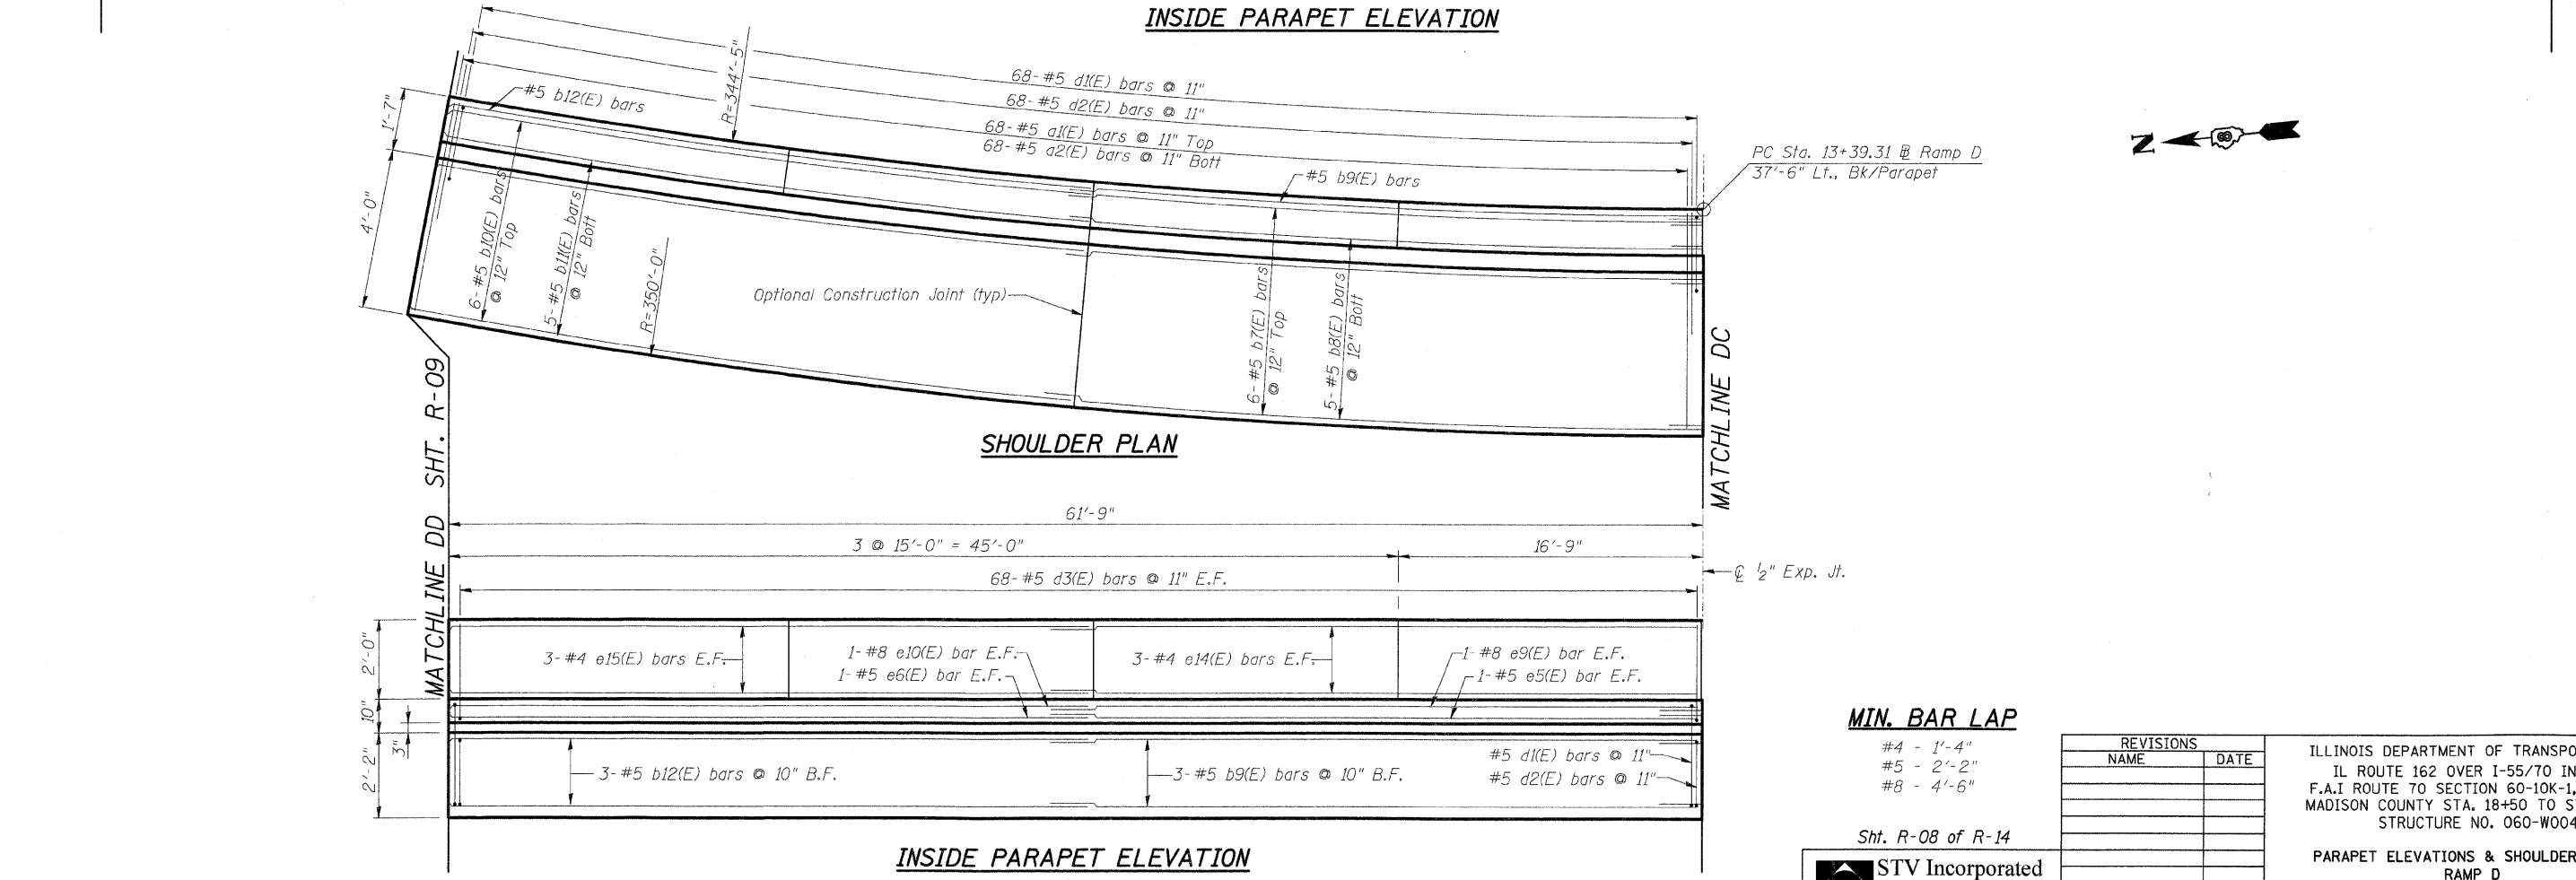 INSIDE PARAPET ELEVATION
68-#5 d1(E) bars @ 11"
68-#5 d2(E) bars @ 11"
68-#5 a1(E) bars @ 11" Top
68-#5 a2(E) bars @ 11" Bott
R=344'-5"
#5 b12(E) bars
#5 b9(E) bars
1'-7"
4'-0"
6-#5 b10(E) bars
@ 12" Top
5-#5 b11(E) bars
@ 12" Bott
R=350'-0"
Optional Construction Joint (typ)
6-#5 b7(E) bars
@ 12" Top
5-#5 b8(E) bars
@ 12" Bott
PC Sta. 13+39.31 ⅊ Ramp D
37'-6" Lt., Bk/Parapet
N
SHOULDER PLAN
MATCHLINE DD SHT. R-09
MATCHLINE DC
61'-9"
3 @ 15'-0" = 45'-0"
16'-9"
68-#5 d3(E) bars @ 11" E.F.
℄ ½" Exp. Jt.
2'-0"
10"
3"
2'-2"
3-#4 e15(E) bars E.F.
1-#8 e10(E) bar E.F.
1-#5 e6(E) bar E.F.
3-#4 e14(E) bars E.F.
1-#8 e9(E) bar E.F.
1-#5 e5(E) bar E.F.
3-#5 b12(E) bars @ 10" B.F.
3-#5 b9(E) bars @ 10" B.F.
#5 d1(E) bars @ 11"
#5 d2(E) bars @ 11"
INSIDE PARAPET ELEVATION
MIN. BAR LAP
#4 - 1'-4"
#5 - 2'-2"
#8 - 4'-6"
Sht. R-08 of R-14
STV Incorporated
REVISIONS
NAME DATE
ILLINOIS DEPARTMENT OF TRANSPO
IL ROUTE 162 OVER I-55/70 IN
F.A.I ROUTE 70 SECTION 60-10K-1,
MADISON COUNTY STA. 18+50 TO S
STRUCTURE NO. 060-W004
PARAPET ELEVATIONS & SHOULDER
RAMP D